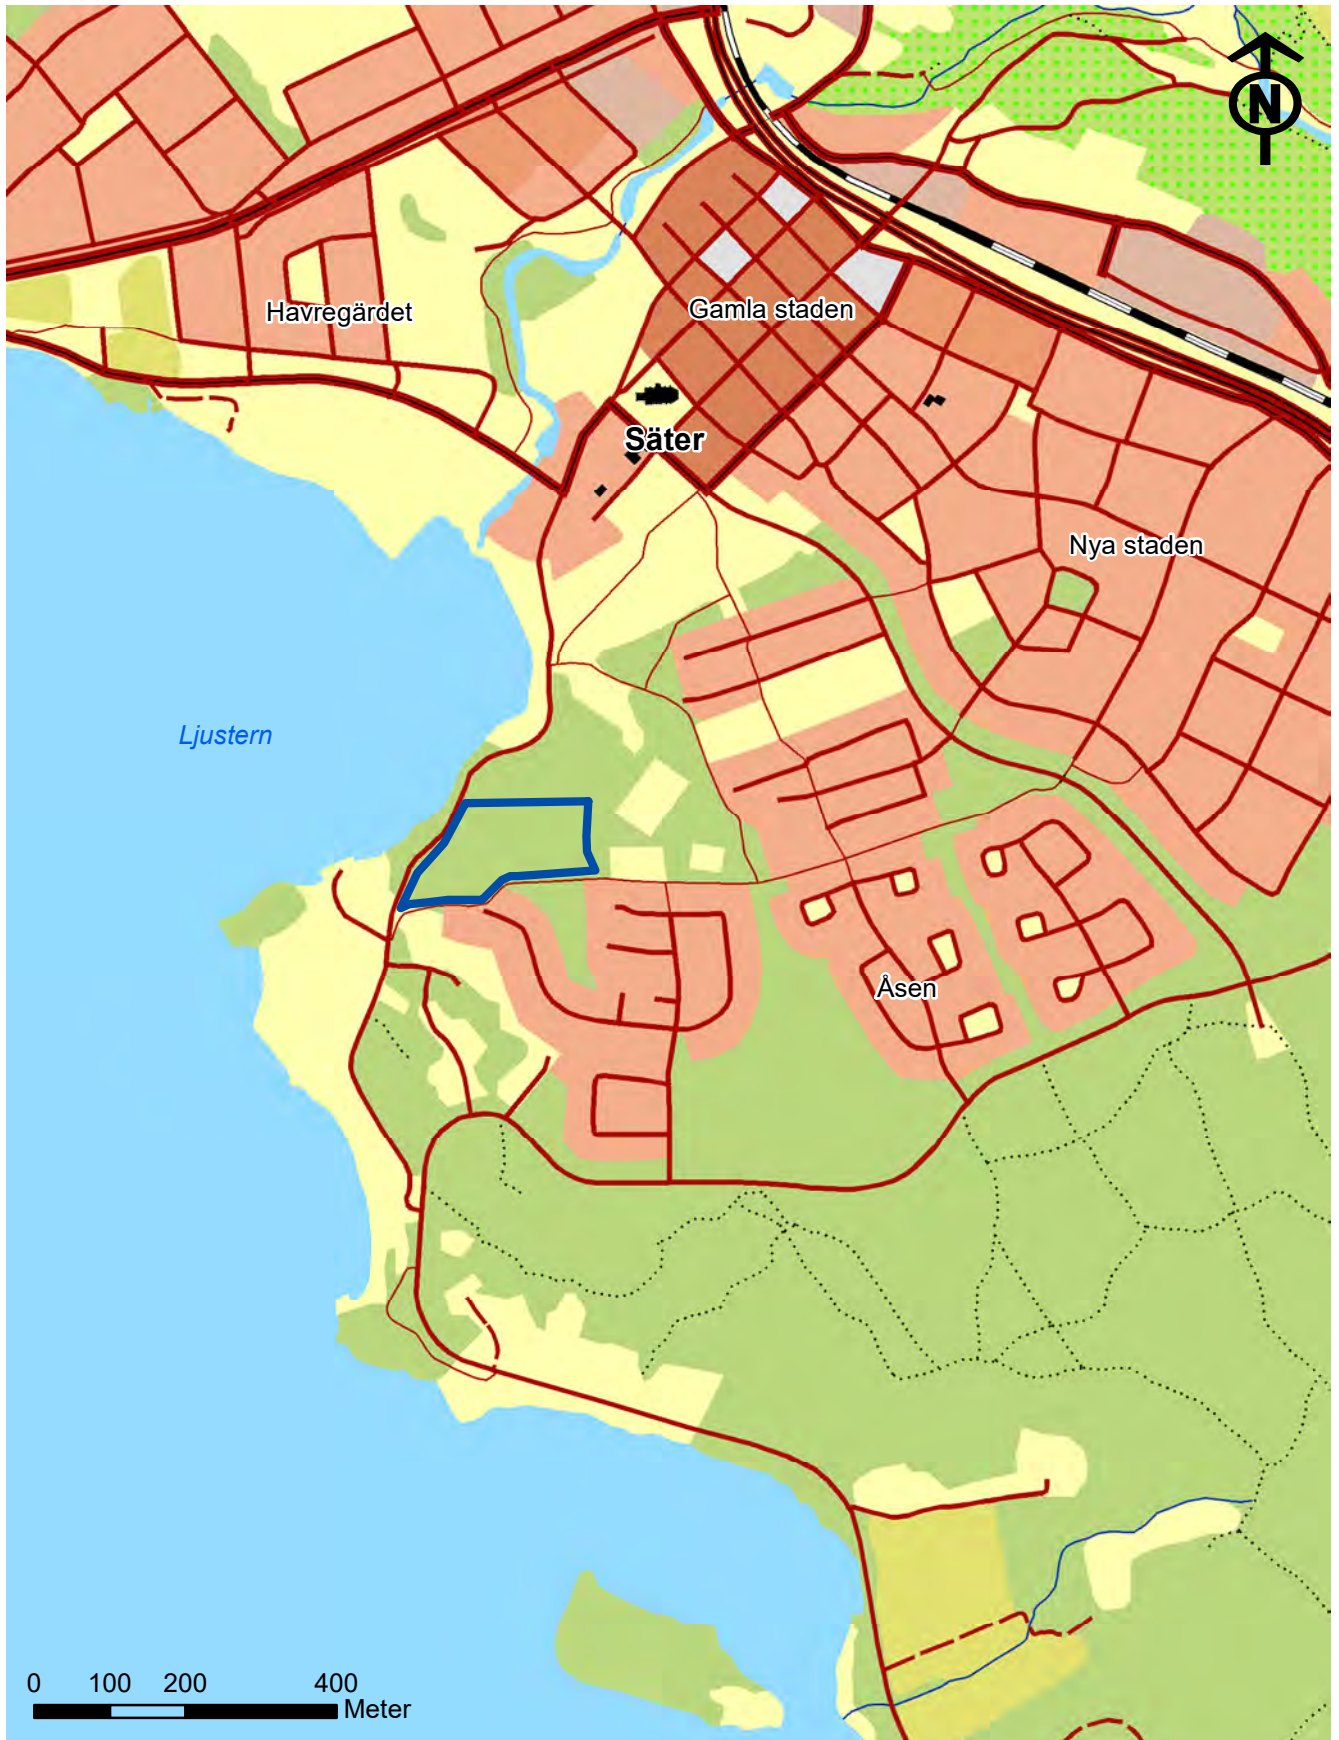 N
Havregärdet
Gamla staden
Säter
Nya staden
Ljustern
Åsen
0 100 200 400
Meter